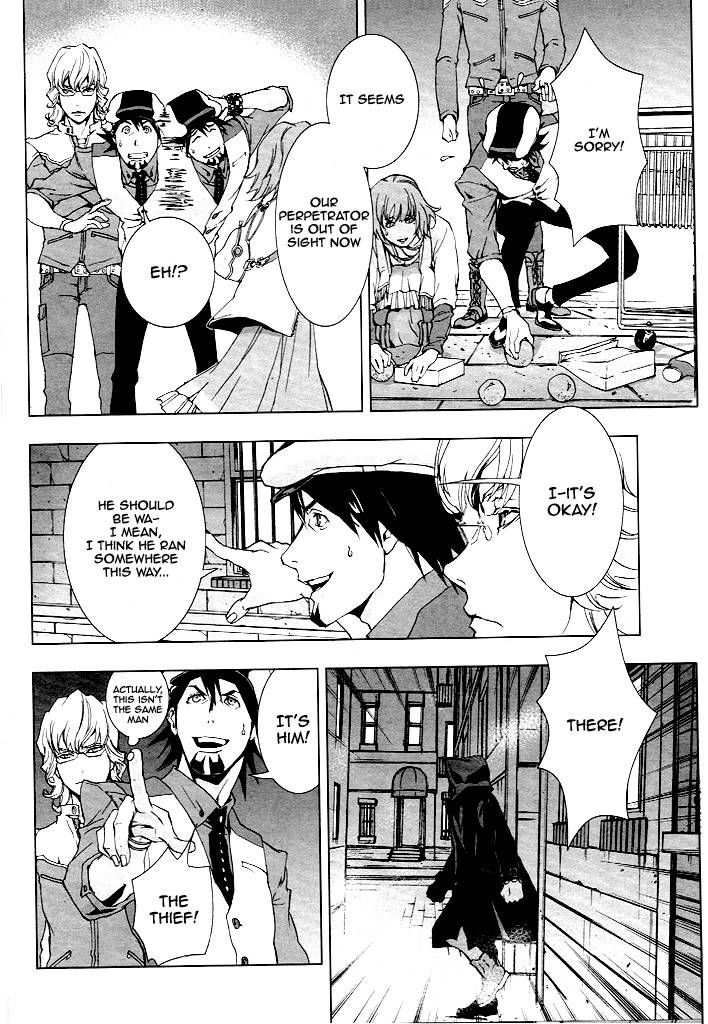 I'M
SORRY!
IT SEEMS
OUR
PERPETRATOR
IS OUT OF
SIGHT NOW
EH!?
I-IT'S
OKAY!
HE SHOULD
BE WA-
I MEAN,
I THINK HE RAN
SOMEWHERE
THIS WAY...
THERE!
IT'S
HIM!
ACTUALLY,
THIS ISN'T
THE SAME
MAN
THE
THIEF!